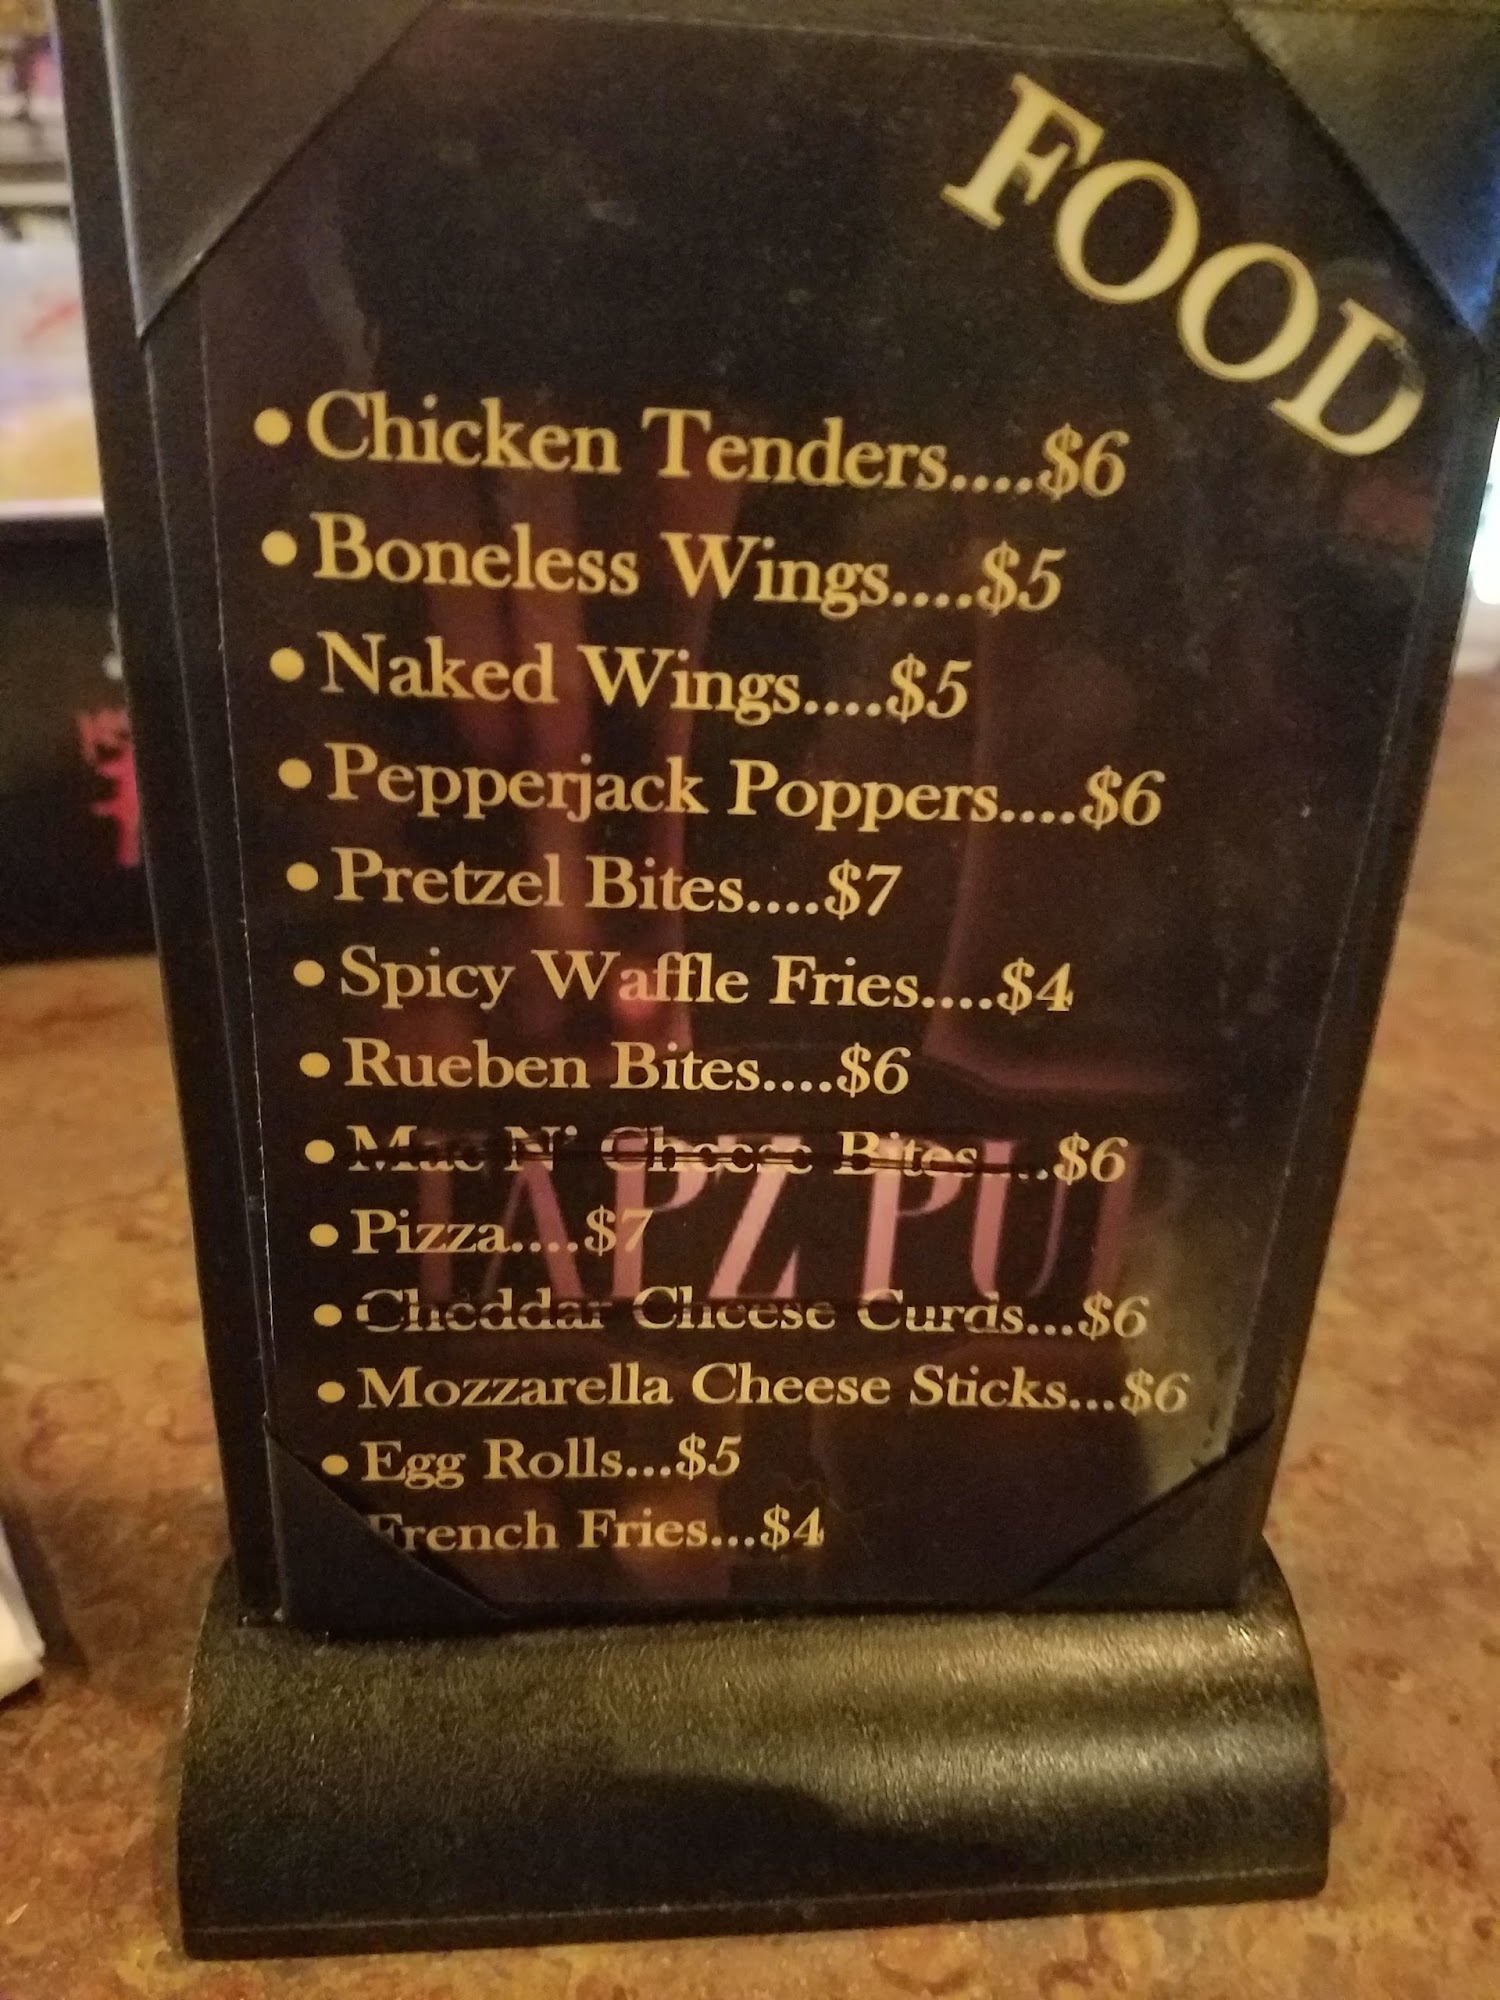 FOOD
• Chicken Tenders....$6
• Boneless Wings....$5
• Naked Wings....$5
• Pepperjack Poppers....$6
• Pretzel Bites....$7
• Spicy Waffle Fries....$4
• Rueben Bites....$6
• Mac N' Cheese Bites....$6
• Pizza....$7
TAPZ PUB
• Cheddar Cheese Curds...$6
• Mozzarella Cheese Sticks...$6
• Egg Rolls...$5
French Fries...$4